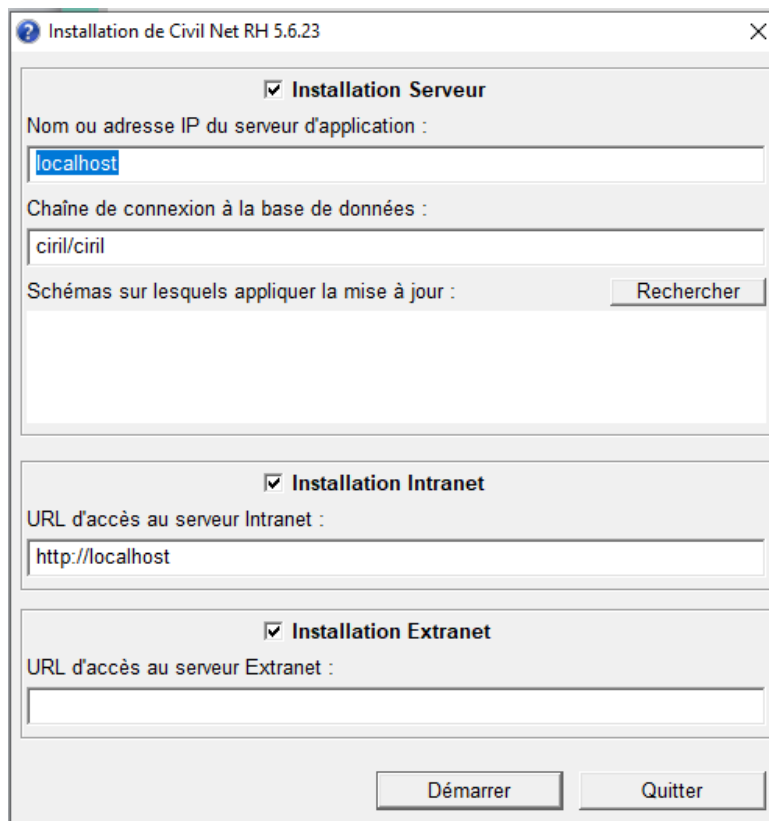 Installation de Civil Net RH 5.6.23
Installation Serveur
Nom ou adresse IP du serveur d'application :
localhost
Chaîne de connexion à la base de données :
ciril/ciril
Schémas sur lesquels appliquer la mise à jour :
Rechercher
Installation Intranet
URL d'accès au serveur Intranet :
http://localhost
Installation Extranet
URL d'accès au serveur Extranet :
Démarrer
Quitter